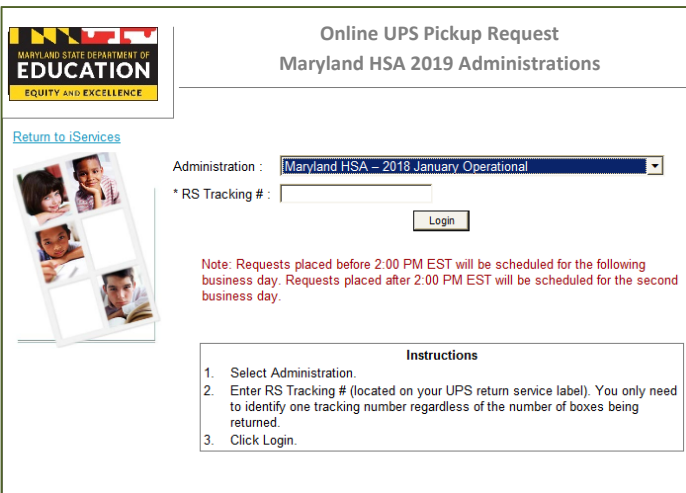 MARYLAND STATE DEPARTMENT OF
EDUCATION
EQUITY AND EXCELLENCE
Online UPS Pickup Request
Maryland HSA 2019 Administrations
Return to iServices
Administration : Maryland HSA – 2018 January Operational
* RS Tracking # :
Login
Note: Requests placed before 2:00 PM EST will be scheduled for the following
business day. Requests placed after 2:00 PM EST will be scheduled for the second
business day.
Instructions
1. Select Administration.
2. Enter RS Tracking # (located on your UPS return service label). You only need
to identify one tracking number regardless of the number of boxes being
returned.
3. Click Login.